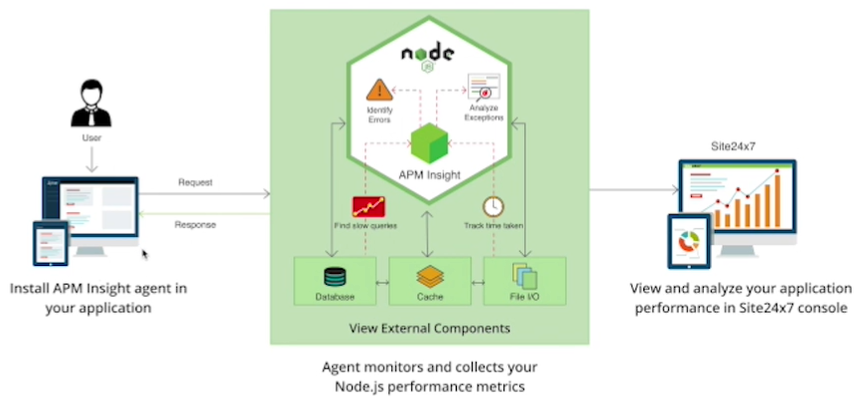 node
JS
Identify
Errors
Analyze
Exceptions
APM Insight
User
Request
Response
Find slow queries
Track time taken
Site24x7
Database
Cache
File I/O
View External Components
Install APM Insight agent in
your application
View and analyze your application
performance in Site24x7 console
Agent monitors and collects your
Node.js performance metrics